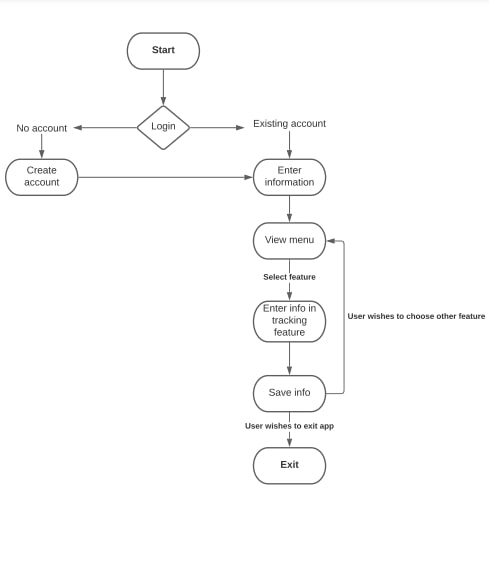 Start
Login
No account
Existing account
Create
account
Enter
information
View menu
Select feature
Enter info in
tracking
feature
User wishes to choose other feature
Save info
User wishes to exit app
Exit